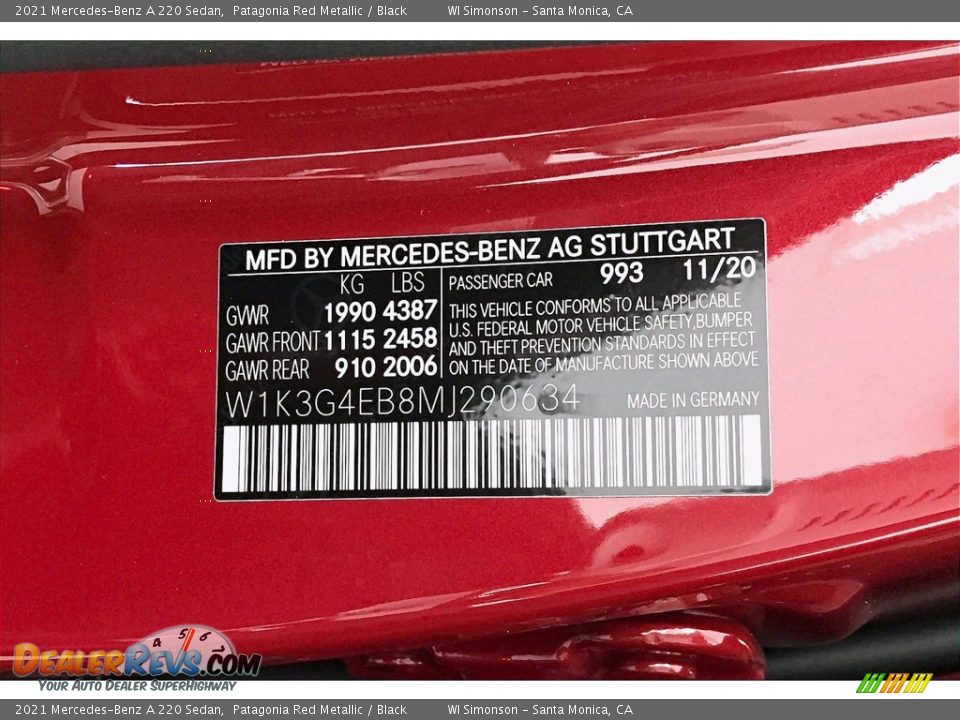 2021 Mercedes-Benz A 220 Sedan, Patagonia Red Metallic / Black WI Simonson - Santa Monica, CA
MFD BY MERCEDES-BENZ AG STUTTGART
KG LBS
GVWR 1990 4387
GAWR FRONT 1115 2458
GAWR REAR 910 2006
PASSENGER CAR 993 11/20
THIS VEHICLE CONFORMS TO ALL APPLICABLE
U.S. FEDERAL MOTOR VEHICLE SAFETY,BUMPER
AND THEFT PREVENTION STANDARDS IN EFFECT
ON THE DATE OF MANUFACTURE SHOWN ABOVE
W1K3G4EB8MJ290634 MADE IN GERMANY
4 5 6 7
DealerRevs.com
Your Auto Dealer SuperHighway
2021 Mercedes-Benz A 220 Sedan, Patagonia Red Metallic / Black WI Simonson - Santa Monica, CA